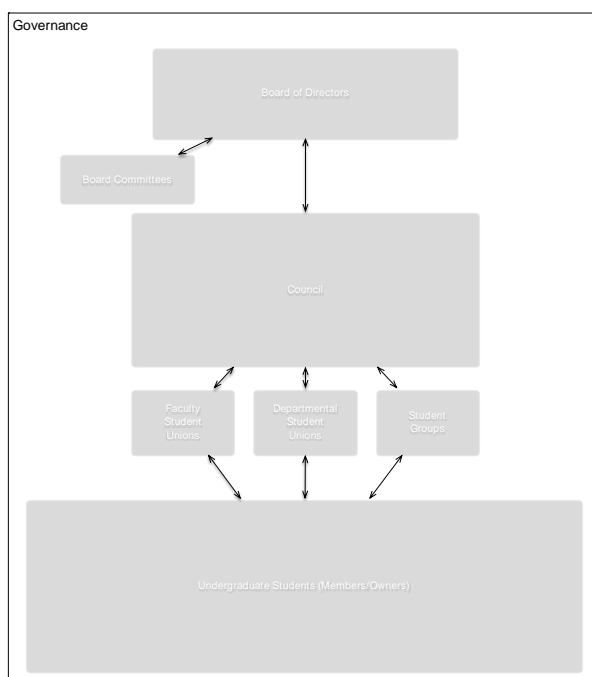 Governance
Board of Directors
Board Committees
Council
Faculty
Student
Unions
Departmental
Student
Unions
Student
Groups
Undergraduate Students (Members/Owners)